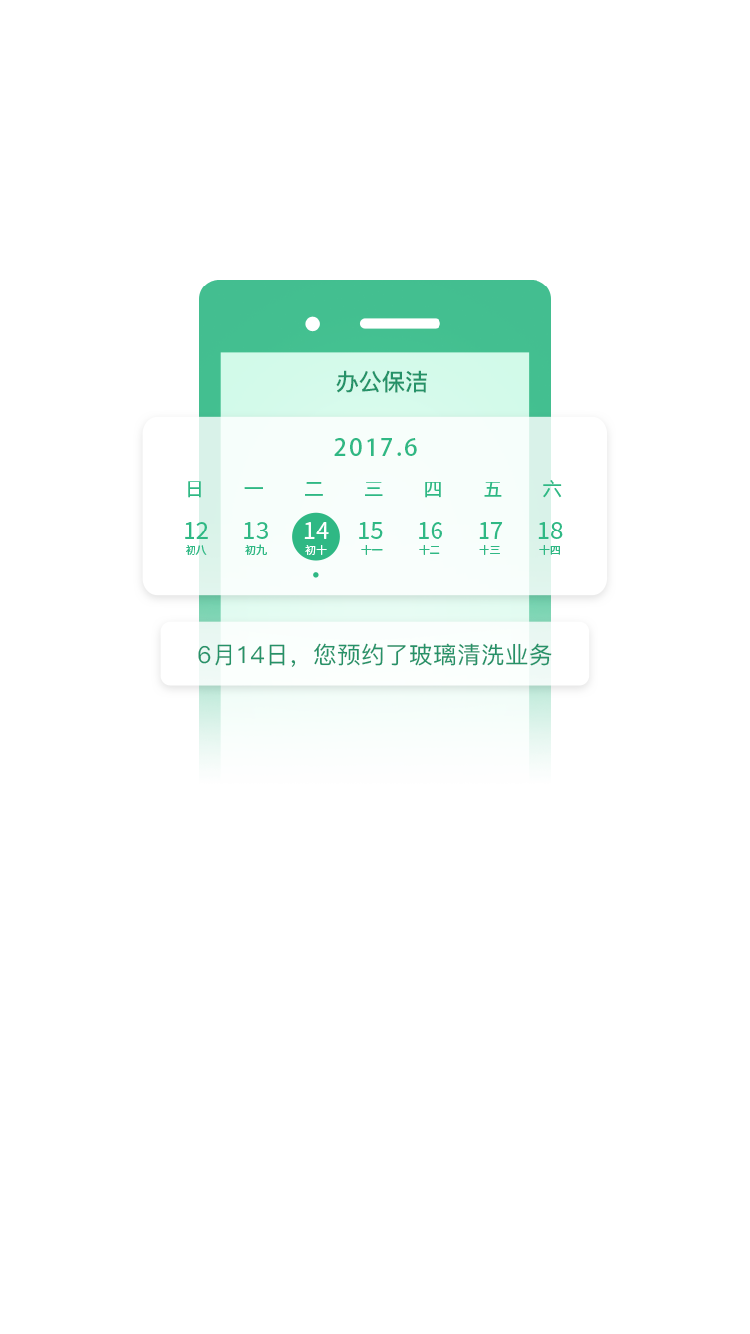 办公保洁
2017.6
日 一 二 三 四 五 六
12 13 14 15 16 17 18
初八 初九 初十 十一 十二 十三 十四
6月14日，您预约了玻璃清洗业务